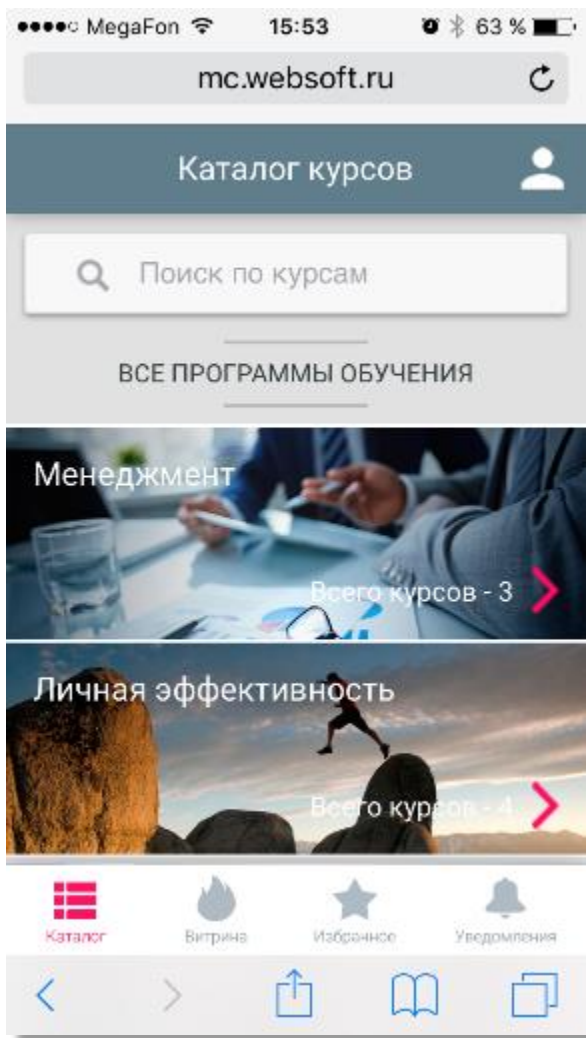 MegaFon 15:53 63 %
mc.websoft.ru
Каталог курсов
Поиск по курсам
ВСЕ ПРОГРАММЫ ОБУЧЕНИЯ
Менеджмент
Всего курсов - 3
Личная эффективность
Всего курсов - 4
Каталог Витрина Избранное Уведомления